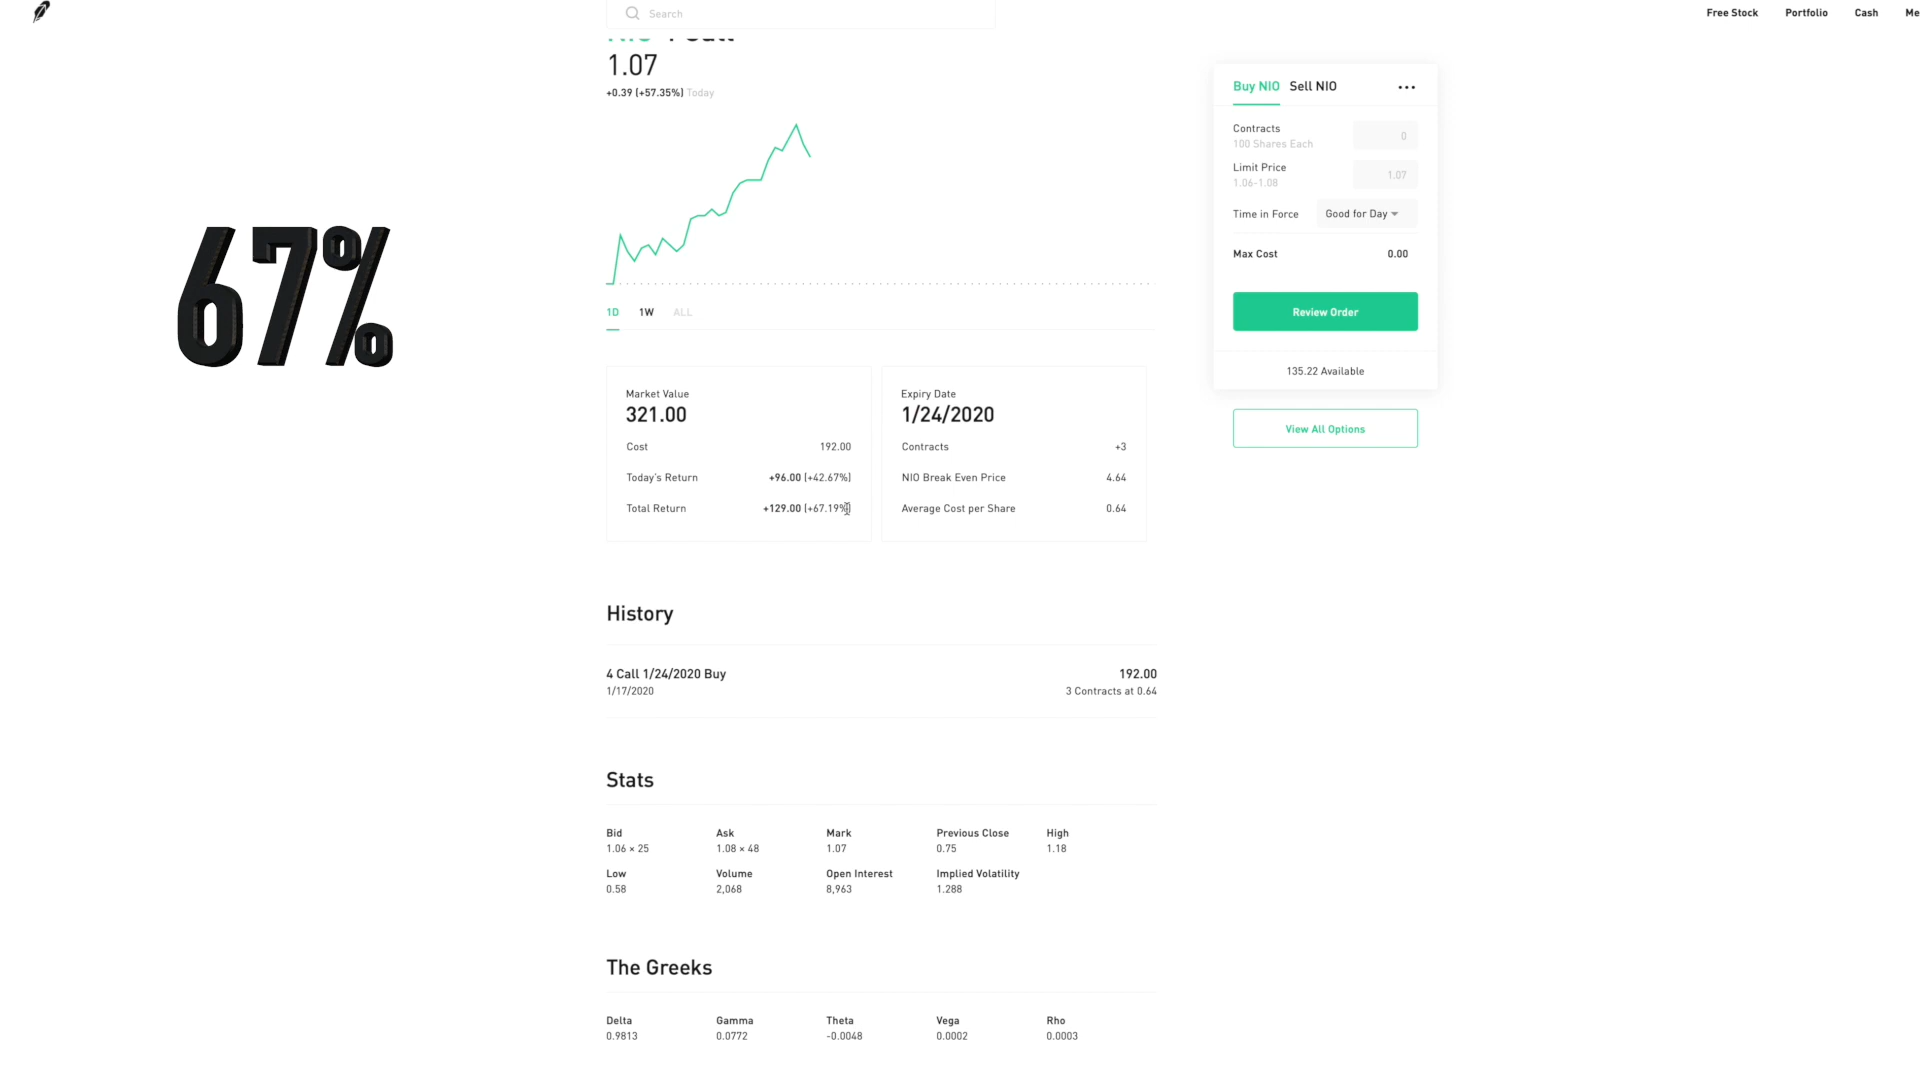 Search
Free Stock
Portfolio
Cash
Me
1.07
+0.39 (+57.35%) Today
67%
1D 1W ALL
Market Value
321.00
Cost 192.00
Today's Return +96.00 (+42.67%)
Total Return +129.00 (+67.19%)
Expiry Date
1/24/2020
Contracts +3
NIO Break Even Price 4.64
Average Cost per Share 0.64
Buy NIO Sell NIO
Contracts 0
100 Shares Each
Limit Price 1.07
1.06-1.08
Time in Force Good for Day
Max Cost 0.00
Review Order
135.22 Available
View All Options
History
4 Call 1/24/2020 Buy 192.00
1/17/2020 3 Contracts at 0.64
Stats
Bid Ask Mark Previous Close High
1.06 × 25 1.08 × 48 1.07 0.75 1.18
Low Volume Open Interest Implied Volatility
0.58 2,068 8,963 1.288
The Greeks
Delta Gamma Theta Vega Rho
0.9813 0.0772 -0.0048 0.0002 0.0003